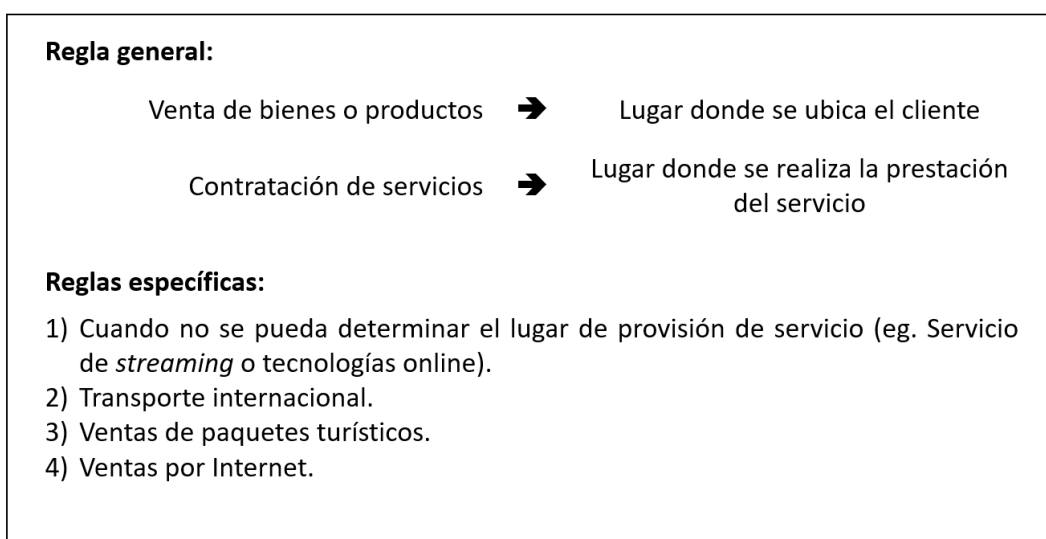 Regla general:
Venta de bienes o productos ➔ Lugar donde se ubica el cliente
Contratación de servicios ➔ Lugar donde se realiza la prestación
del servicio
Reglas específicas:
1) Cuando no se pueda determinar el lugar de provisión de servicio (eg. Servicio
de streaming o tecnologías online).
2) Transporte internacional.
3) Ventas de paquetes turísticos.
4) Ventas por Internet.